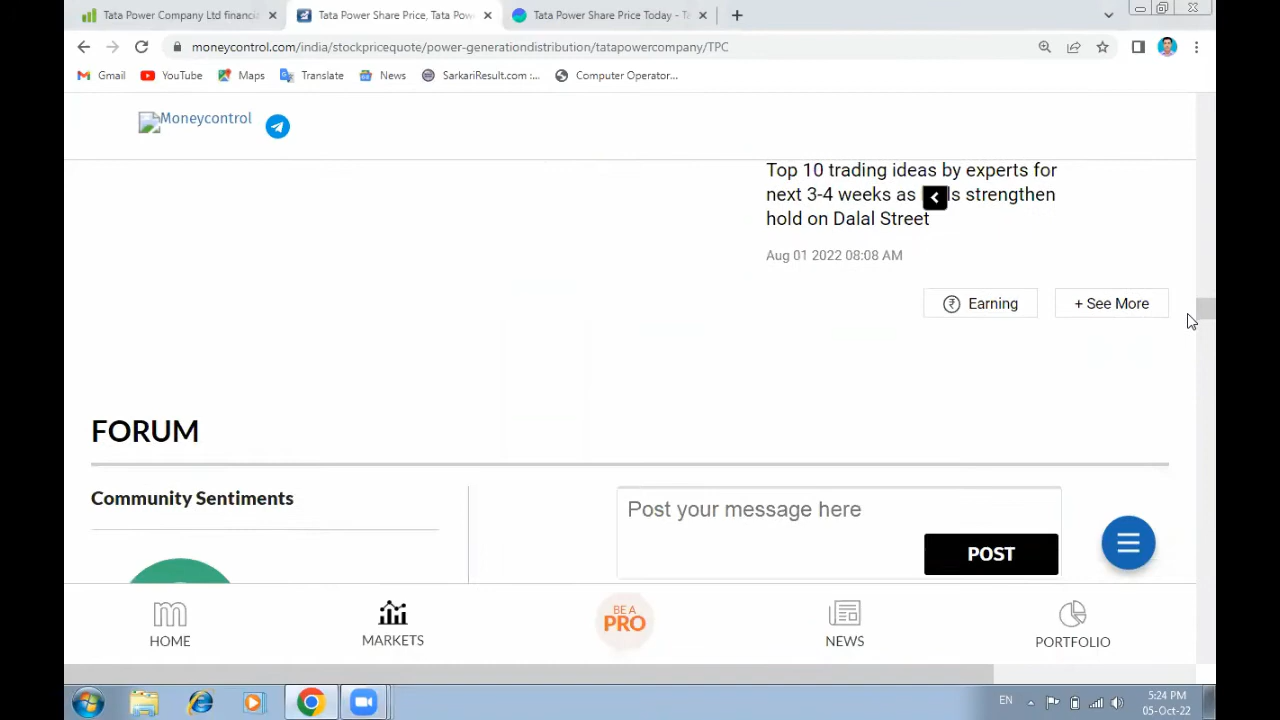 Tata Power Company Ltd financi
Tata Power Share Price, Tata Pow
Tata Power Share Price Today - Ta
moneycontrol.com/india/stockpricequote/power-generationdistribution/tatapowercompany/TPC
Gmail
YouTube
Maps
Translate
News
SarkariResult.com :...
Computer Operator...
Moneycontrol
Top 10 trading ideas by experts for
next 3-4 weeks as ls strengthen
hold on Dalal Street
Aug 01 2022 08:08 AM
₹ Earning
+ See More
FORUM
Community Sentiments
Post your message here
POST
HOME
MARKETS
BE A
PRO
NEWS
PORTFOLIO
EN
5:24 PM
05-Oct-22